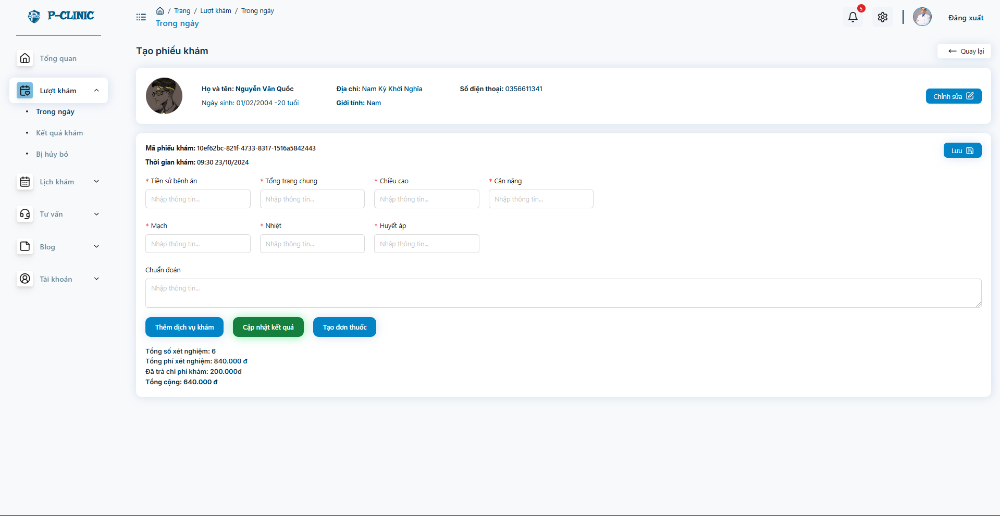 P-CLINIC
Tổng quan
Lượt khám
Trong ngày
Kết quả khám
Bị hủy bỏ
Lịch khám
Tư vấn
Blog
Tài khoản
/ Trang / Lượt khám / Trong ngày
Trong ngày
5
Đăng xuất
Tạo phiếu khám
Quay lại
Họ và tên: Nguyễn Văn Quốc
Ngày sinh: 01/02/2004 -20 tuổi
Địa chỉ: Nam Kỳ Khởi Nghĩa
Giới tính: Nam
Số điện thoại: 0356611341
Chỉnh sửa
Mã phiếu khám: 10ef62bc-821f-4733-8317-1516a5842443
Thời gian khám: 09:30 23/10/2024
Lưu
* Tiền sử bệnh án
Nhập thông tin...
* Tổng trạng chung
Nhập thông tin...
* Chiều cao
Nhập thông tin...
* Cân nặng
Nhập thông tin...
* Mạch
Nhập thông tin...
* Nhiệt
Nhập thông tin...
* Huyết áp
Nhập thông tin...
Chuẩn đoán
Nhập thông tin...
Thêm dịch vụ khám
Cập nhật kết quả
Tạo đơn thuốc
Tổng số xét nghiệm: 6
Tổng phí xét nghiệm: 840.000 đ
Đã trả chi phí khám: 200.000đ
Tổng cộng: 640.000 đ